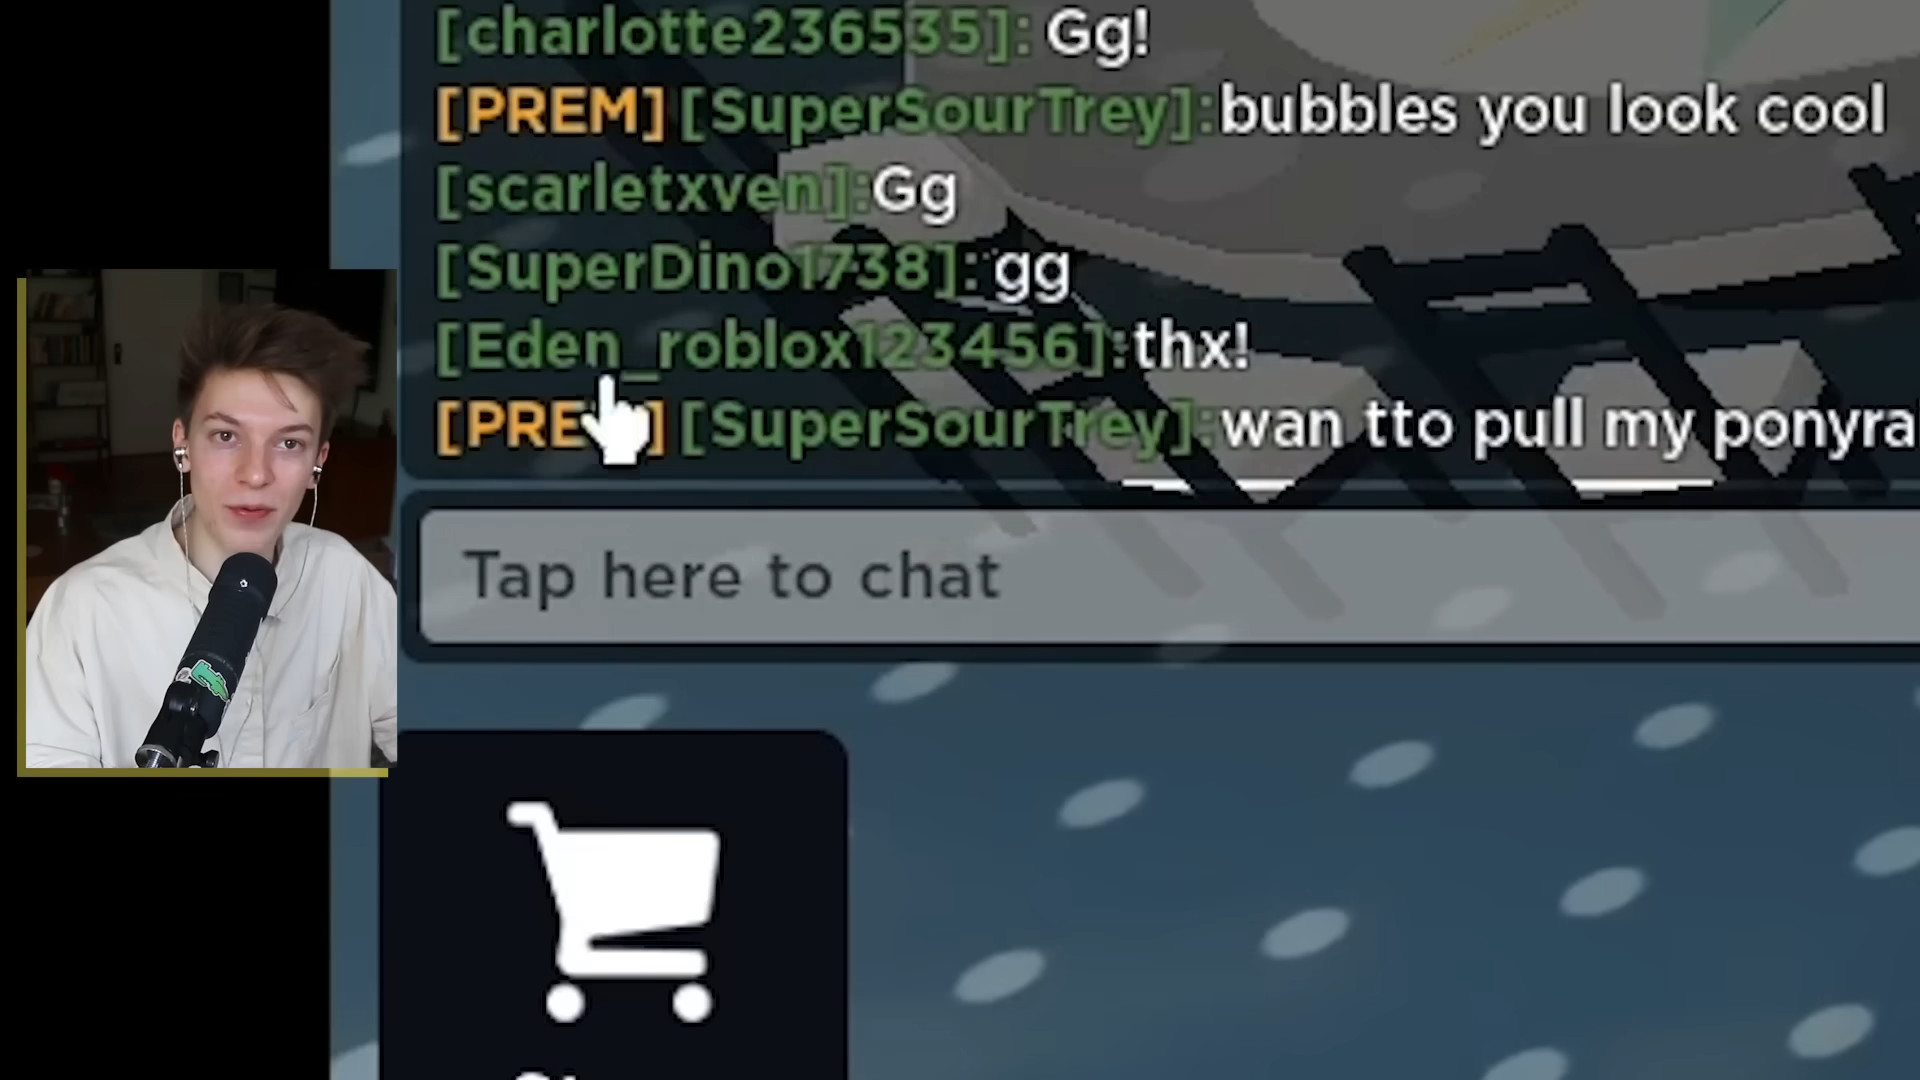 [charlotte236535]: Gg!
[PREM] [SuperSourTrey]: bubbles you look cool
[scarletxven]: Gg
[SuperDino1738]: gg
[Eden_roblox123456]: thx!
[PREM] [SuperSourTrey]: wan tto pull my ponyra
Tap here to chat